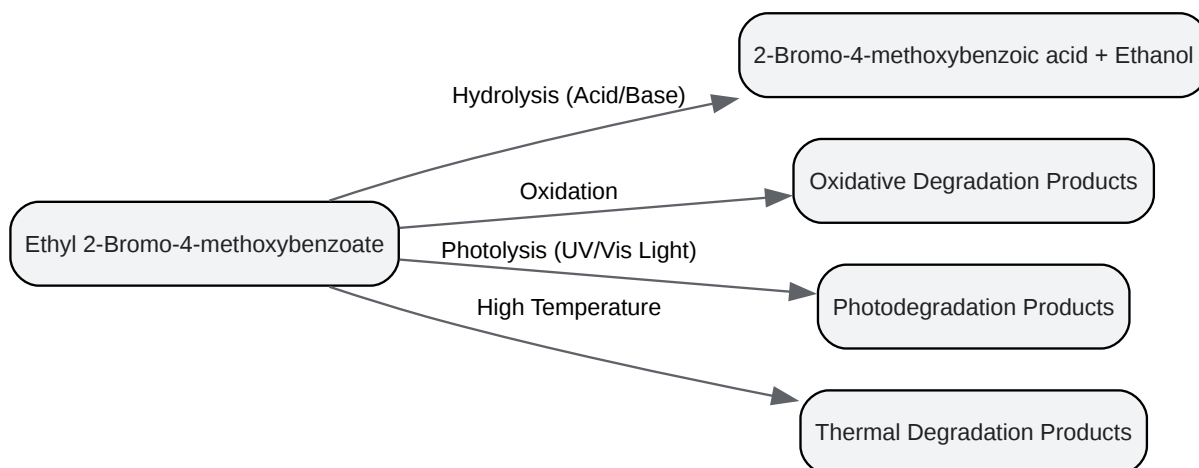 2-Bromo-4-methoxybenzoic acid + Ethanol
Hydrolysis (Acid/Base)
Oxidation
Oxidative Degradation Products
Ethyl 2-Bromo-4-methoxybenzoate
Photolysis (UV/Vis Light)
Photodegradation Products
High Temperature
Thermal Degradation Products